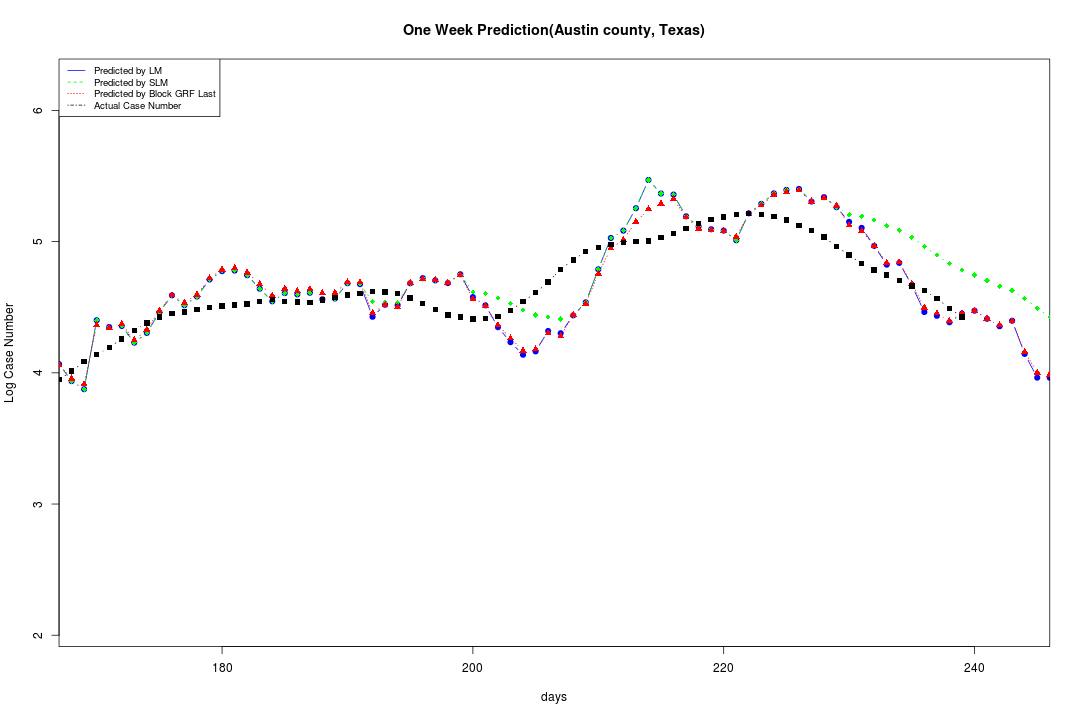 One Week Prediction(Austin county, Texas)
Predicted by LM
Predicted by SLM
Predicted by Block GRF Last
Actual Case Number
6
5
4
3
2
Log Case Number
180
200
220
240
days